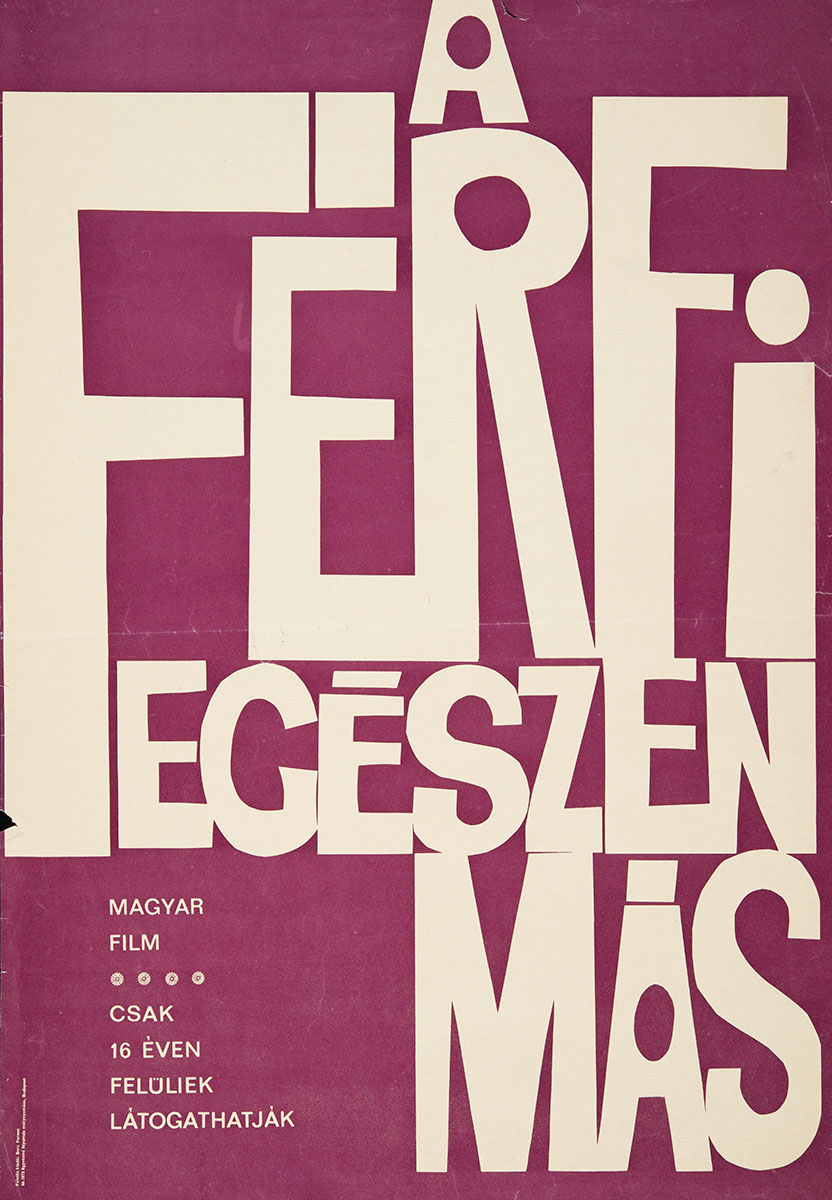 A
FÉRFI
EGÉSZEN
MÁS
MAGYAR
FILM
CSAK
16 ÉVEN
FELÜLIEK
LÁTOGATHATJÁK